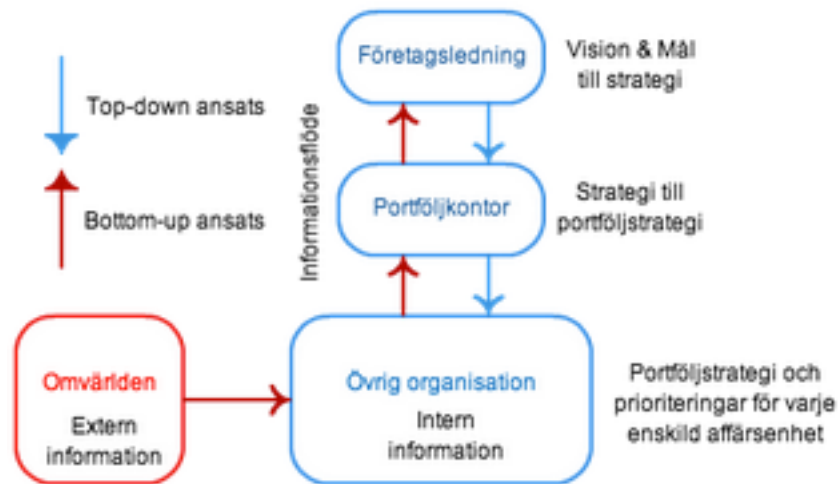 Företagsledning
Vision & Mål
till strategi
Top-down ansats
Informationsflöde
Portföljkontor
Strategi till
portföljstrategi
Bottom-up ansats
Omvärlden
Extern
information
Övrig organisation
Intern
information
Portföljstrategi och
prioriteringar för varje
enskild affärsenhet